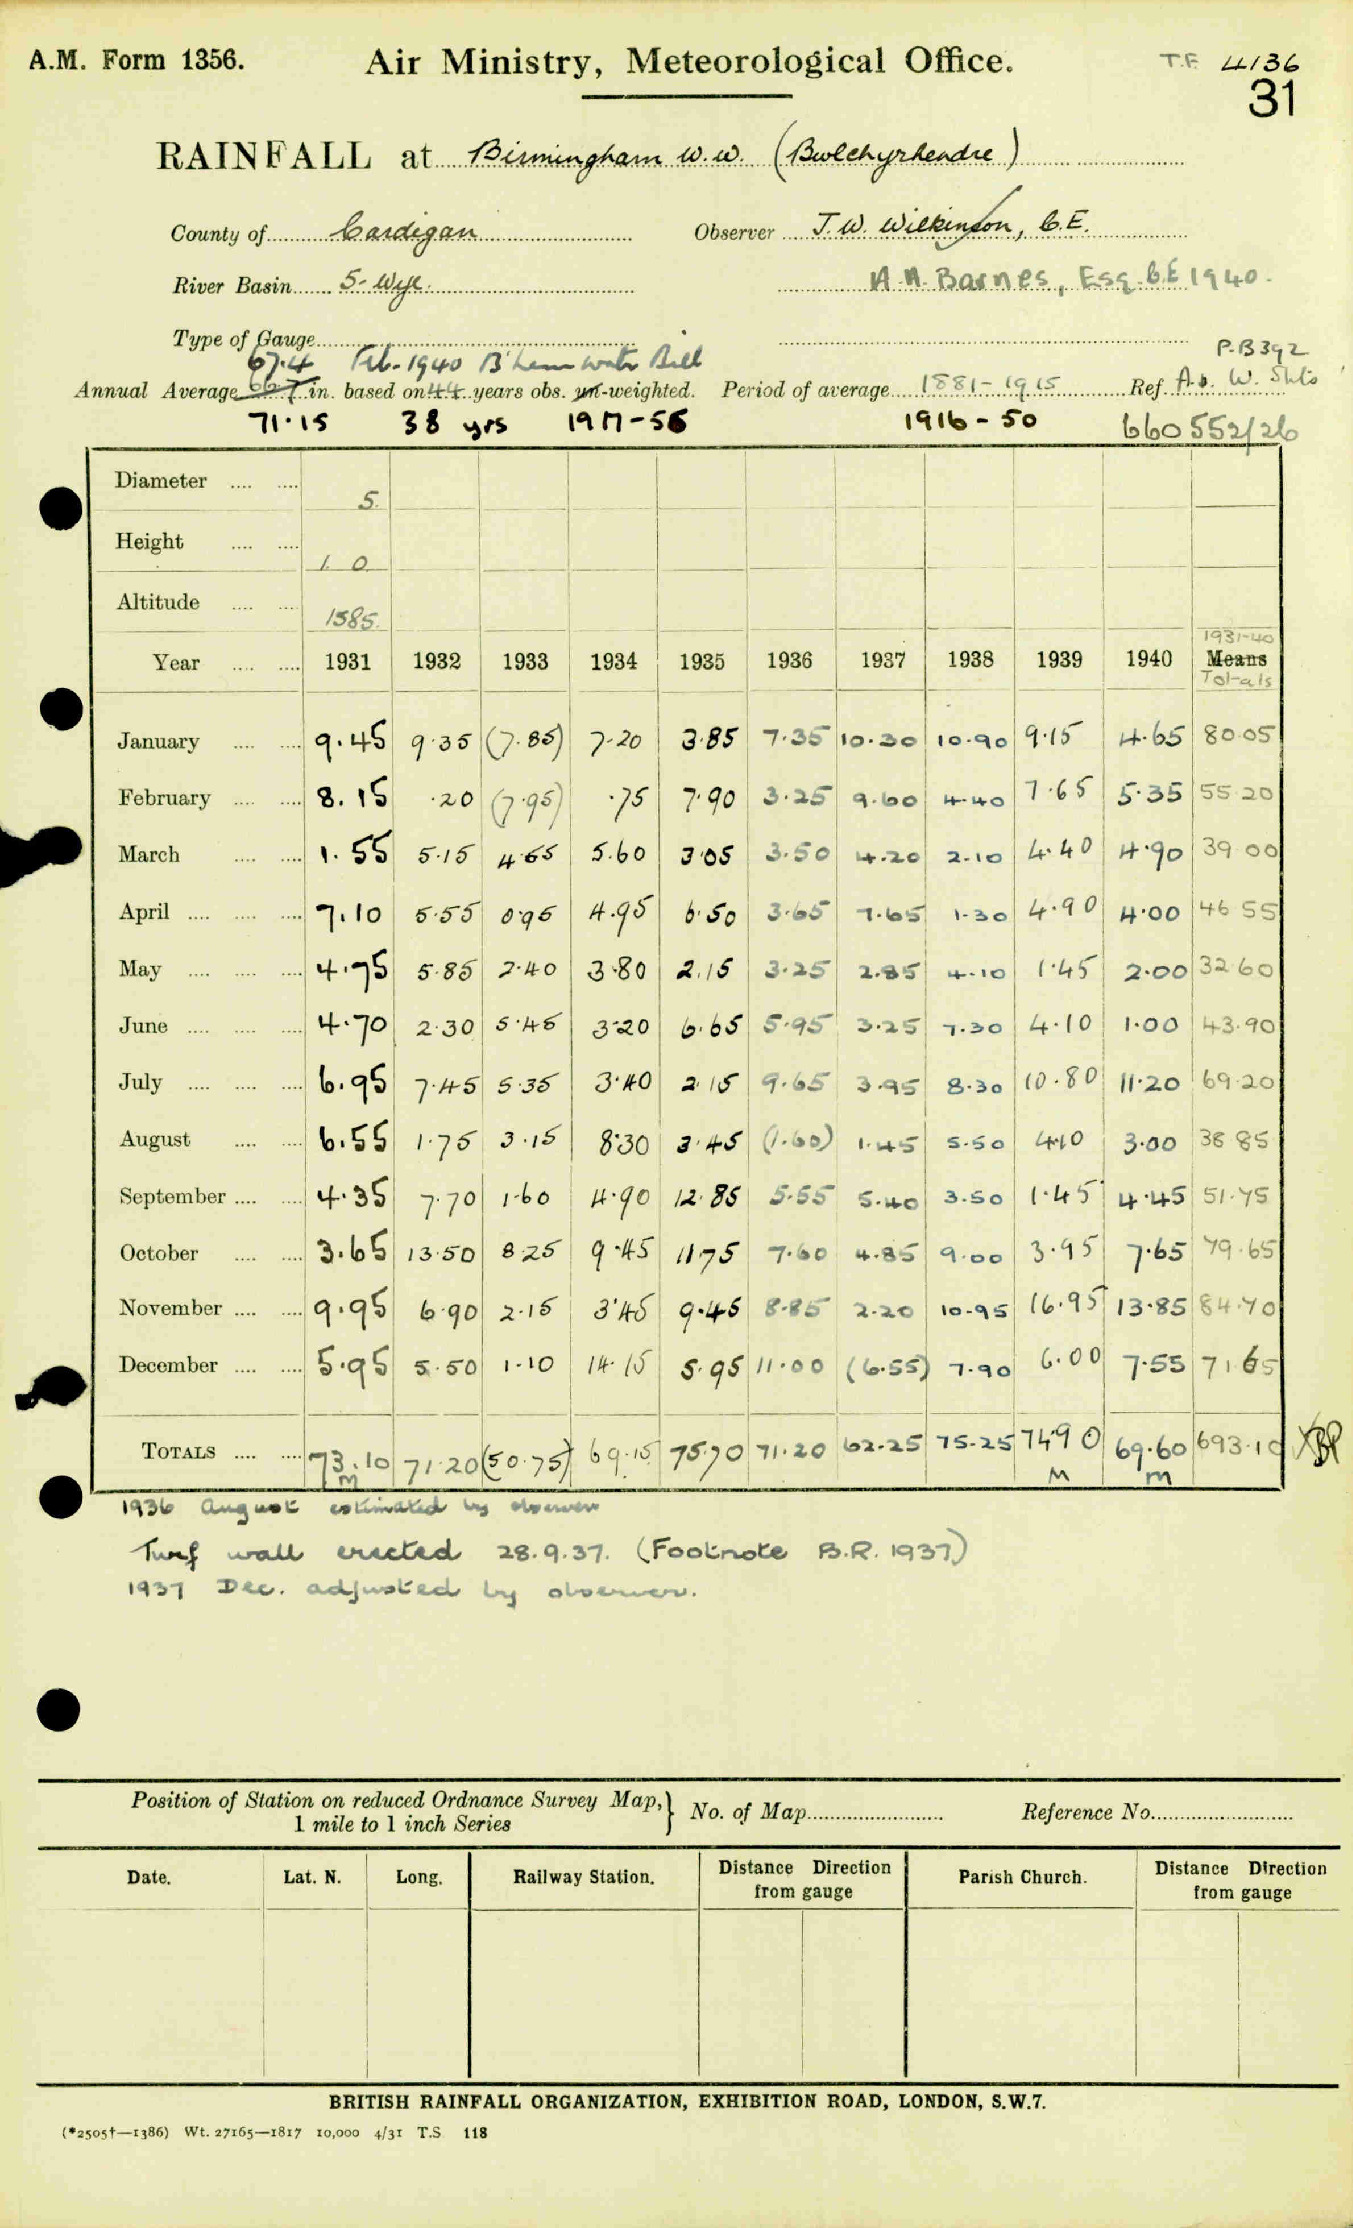 A.M. Form 1356. Air Ministry, Meteorological Office. T.F. 4136
31
RAINFALL at Birmingham W.W. (Bwlchyrhendre)
County of Cardigan Observer J.W. Wilkinson, C.E.
River Basin 5- Wye. A.A. Barnes, Esq. C.E 1940.
Type of Gauge
67.4 Feb. 1940 B'ham Water Bill P.B 392
Annual Average in. based on 44 years obs. un-weighted. Period of average 1881-1915 Ref. Av. W. Shts
71.15 38 yrs 1917-56 1916-50 660552/26
Diameter 5.
Height 1. 0.
Altitude 1385.
1931-40
Year 1931 1932 1933 1934 1935 1936 1937 1938 1939 1940 Means
Totals
January 9.45 9.35 (7.85) 7.20 3.85 7.35 10.30 10.90 9.15 4.65 80.05
February 8.15 .20 (7.95) .75 7.90 3.25 9.60 4.40 7.65 5.35 55.20
March 1.55 5.15 4.55 5.60 3.05 3.50 4.20 2.10 4.40 4.90 39.00
April 7.10 5.55 0.95 4.95 6.50 3.65 7.65 1.30 4.90 4.00 46.55
May 4.75 5.85 2.40 3.80 2.15 3.25 2.85 4.10 1.45 2.00 32.60
June 4.70 2.30 5.45 3.20 6.65 5.95 3.25 7.30 4.10 1.00 43.90
July 6.95 7.45 5.35 3.40 2.15 9.65 3.95 8.30 10.80 11.20 69.20
August 6.55 1.75 3.15 8.30 3.45 (1.60) 1.45 5.50 4.10 3.00 38.85
September 4.35 7.70 1.60 4.90 12.85 5.55 5.40 3.50 1.45 4.45 51.75
October 3.65 13.50 8.25 9.45 11.75 7.60 4.85 9.00 3.95 7.65 79.65
November 9.95 6.90 2.15 3.45 9.45 8.85 2.20 10.95 16.95 13.85 84.70
December 5.95 5.50 1.10 14.15 5.95 11.00 (6.55) 7.90 6.00 7.55 71.65
TOTALS 73.10 71.20 (50.75) 69.15 75.70 71.20 62.25 75.25 74.90 69.60 693.10
M M M
1936 August estimated by observer
Turf wall erected 28.9.37. (Footnote B.R. 1937)
1937 Dec. adjusted by observer.
Position of Station on reduced Ordnance Survey Map, No. of Map Reference No.
1 mile to 1 inch Series
Date. Lat. N. Long. Railway Station. Distance Direction from gauge Parish Church. Distance Direction from gauge
BRITISH RAINFALL ORGANIZATION, EXHIBITION ROAD, LONDON, S.W.7.
(*2505†—1386) Wt. 27165—1817 10,000 4/31 T.S. 118